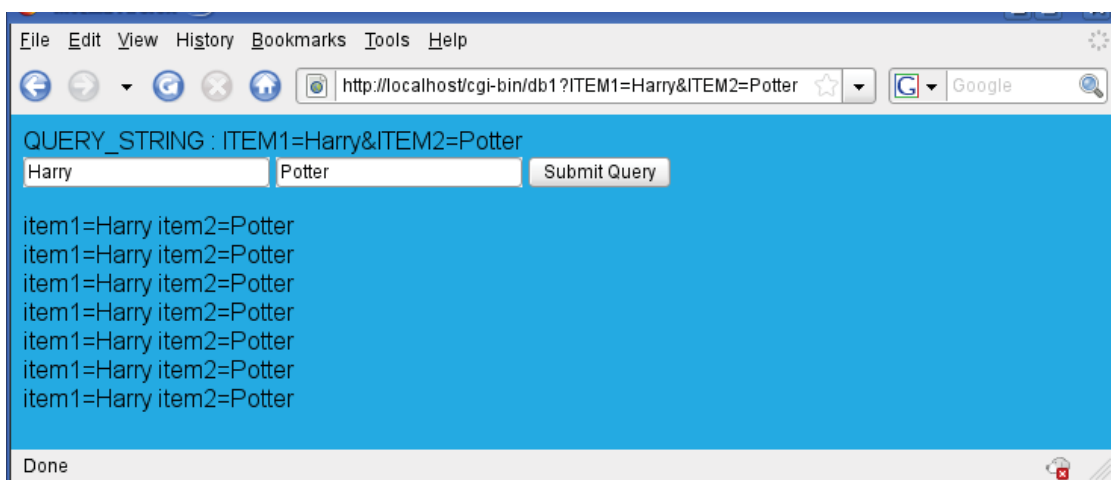 File Edit View History Bookmarks Tools Help
http://localhost/cgi-bin/db1?ITEM1=Harry&ITEM2=Potter G Google
QUERY_STRING : ITEM1=Harry&ITEM2=Potter
Harry Potter Submit Query
item1=Harry item2=Potter
item1=Harry item2=Potter
item1=Harry item2=Potter
item1=Harry item2=Potter
item1=Harry item2=Potter
item1=Harry item2=Potter
item1=Harry item2=Potter
Done